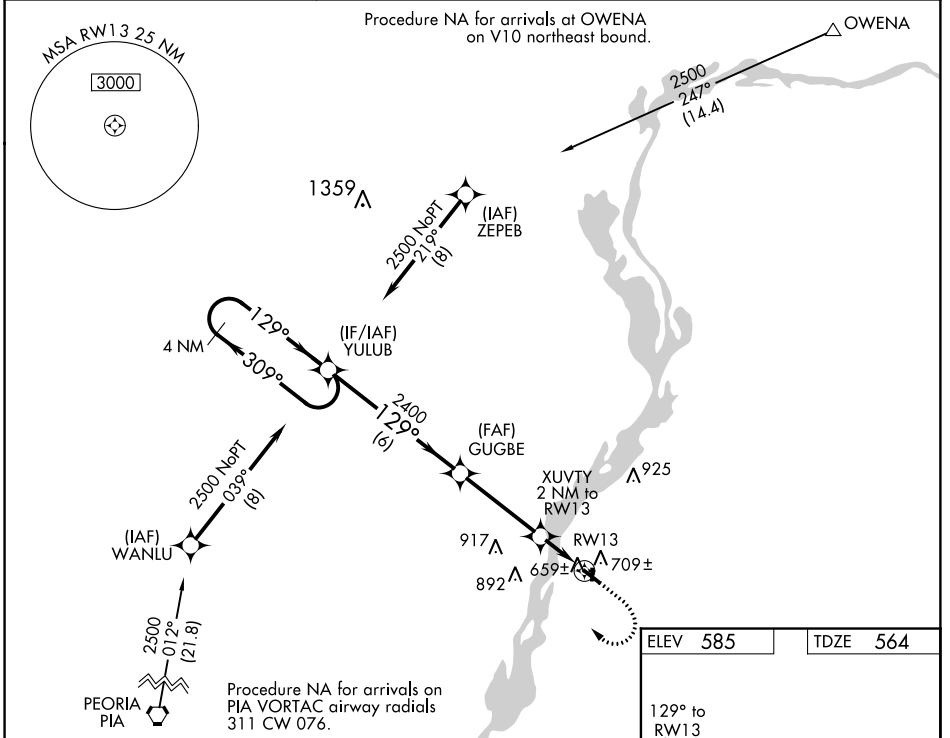 Procedure NA for arrivals at OWENA
on V10 northeast bound.
OWENA
MSA RW13 25 NM
3000
2500
247°
(14.4)
1359
(IAF)
ZEPEB
2500 NoPT
219°
(8)
129°
4 NM
309°
(IF/IAF)
YULUB
2400
129°
(6)
(FAF)
GUGBE
2500 NoPT
039°
(8)
(IAF)
WANLU
XUVTY
2 NM to
RW13
925
917
RW13
659±
709±
892
2500
012°
(21.8)
PEORIA
PIA
Procedure NA for arrivals on
PIA VORTAC airway radials
311 CW 076.
ELEV 585
TDZE 564
129° to
RW13